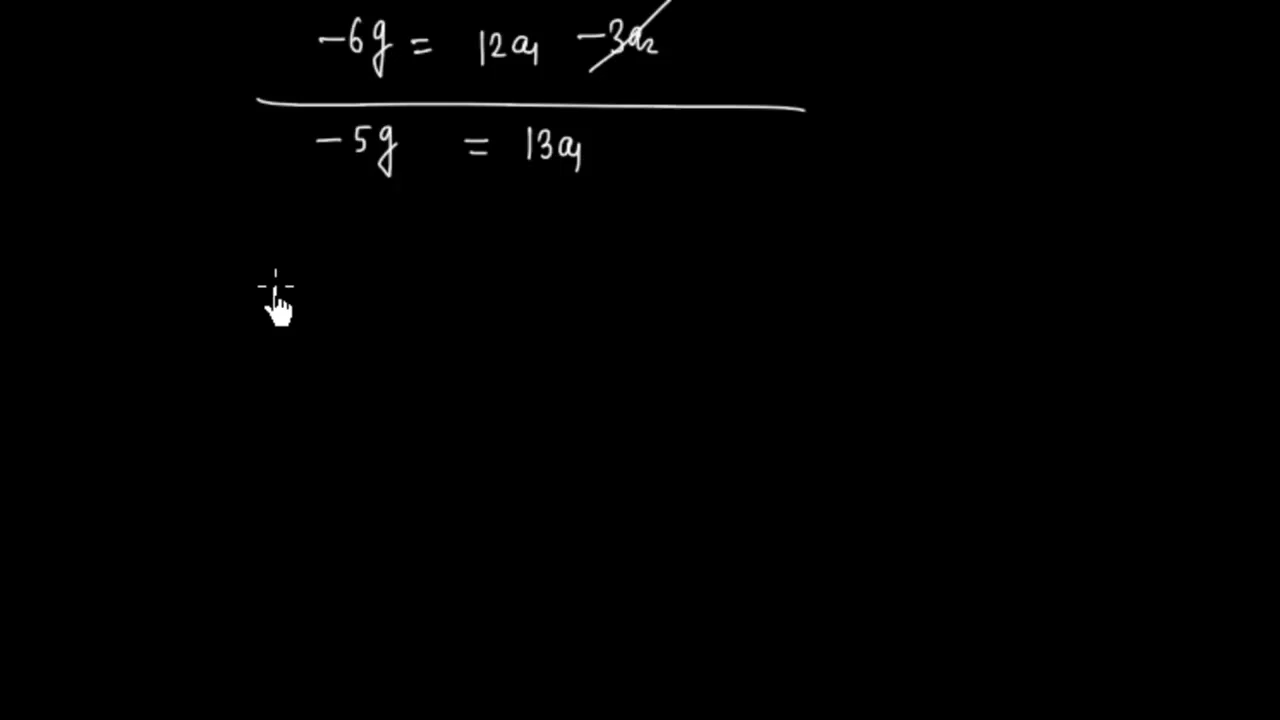 -6g = 12a₁ -3a₂
-5g = 13a₁